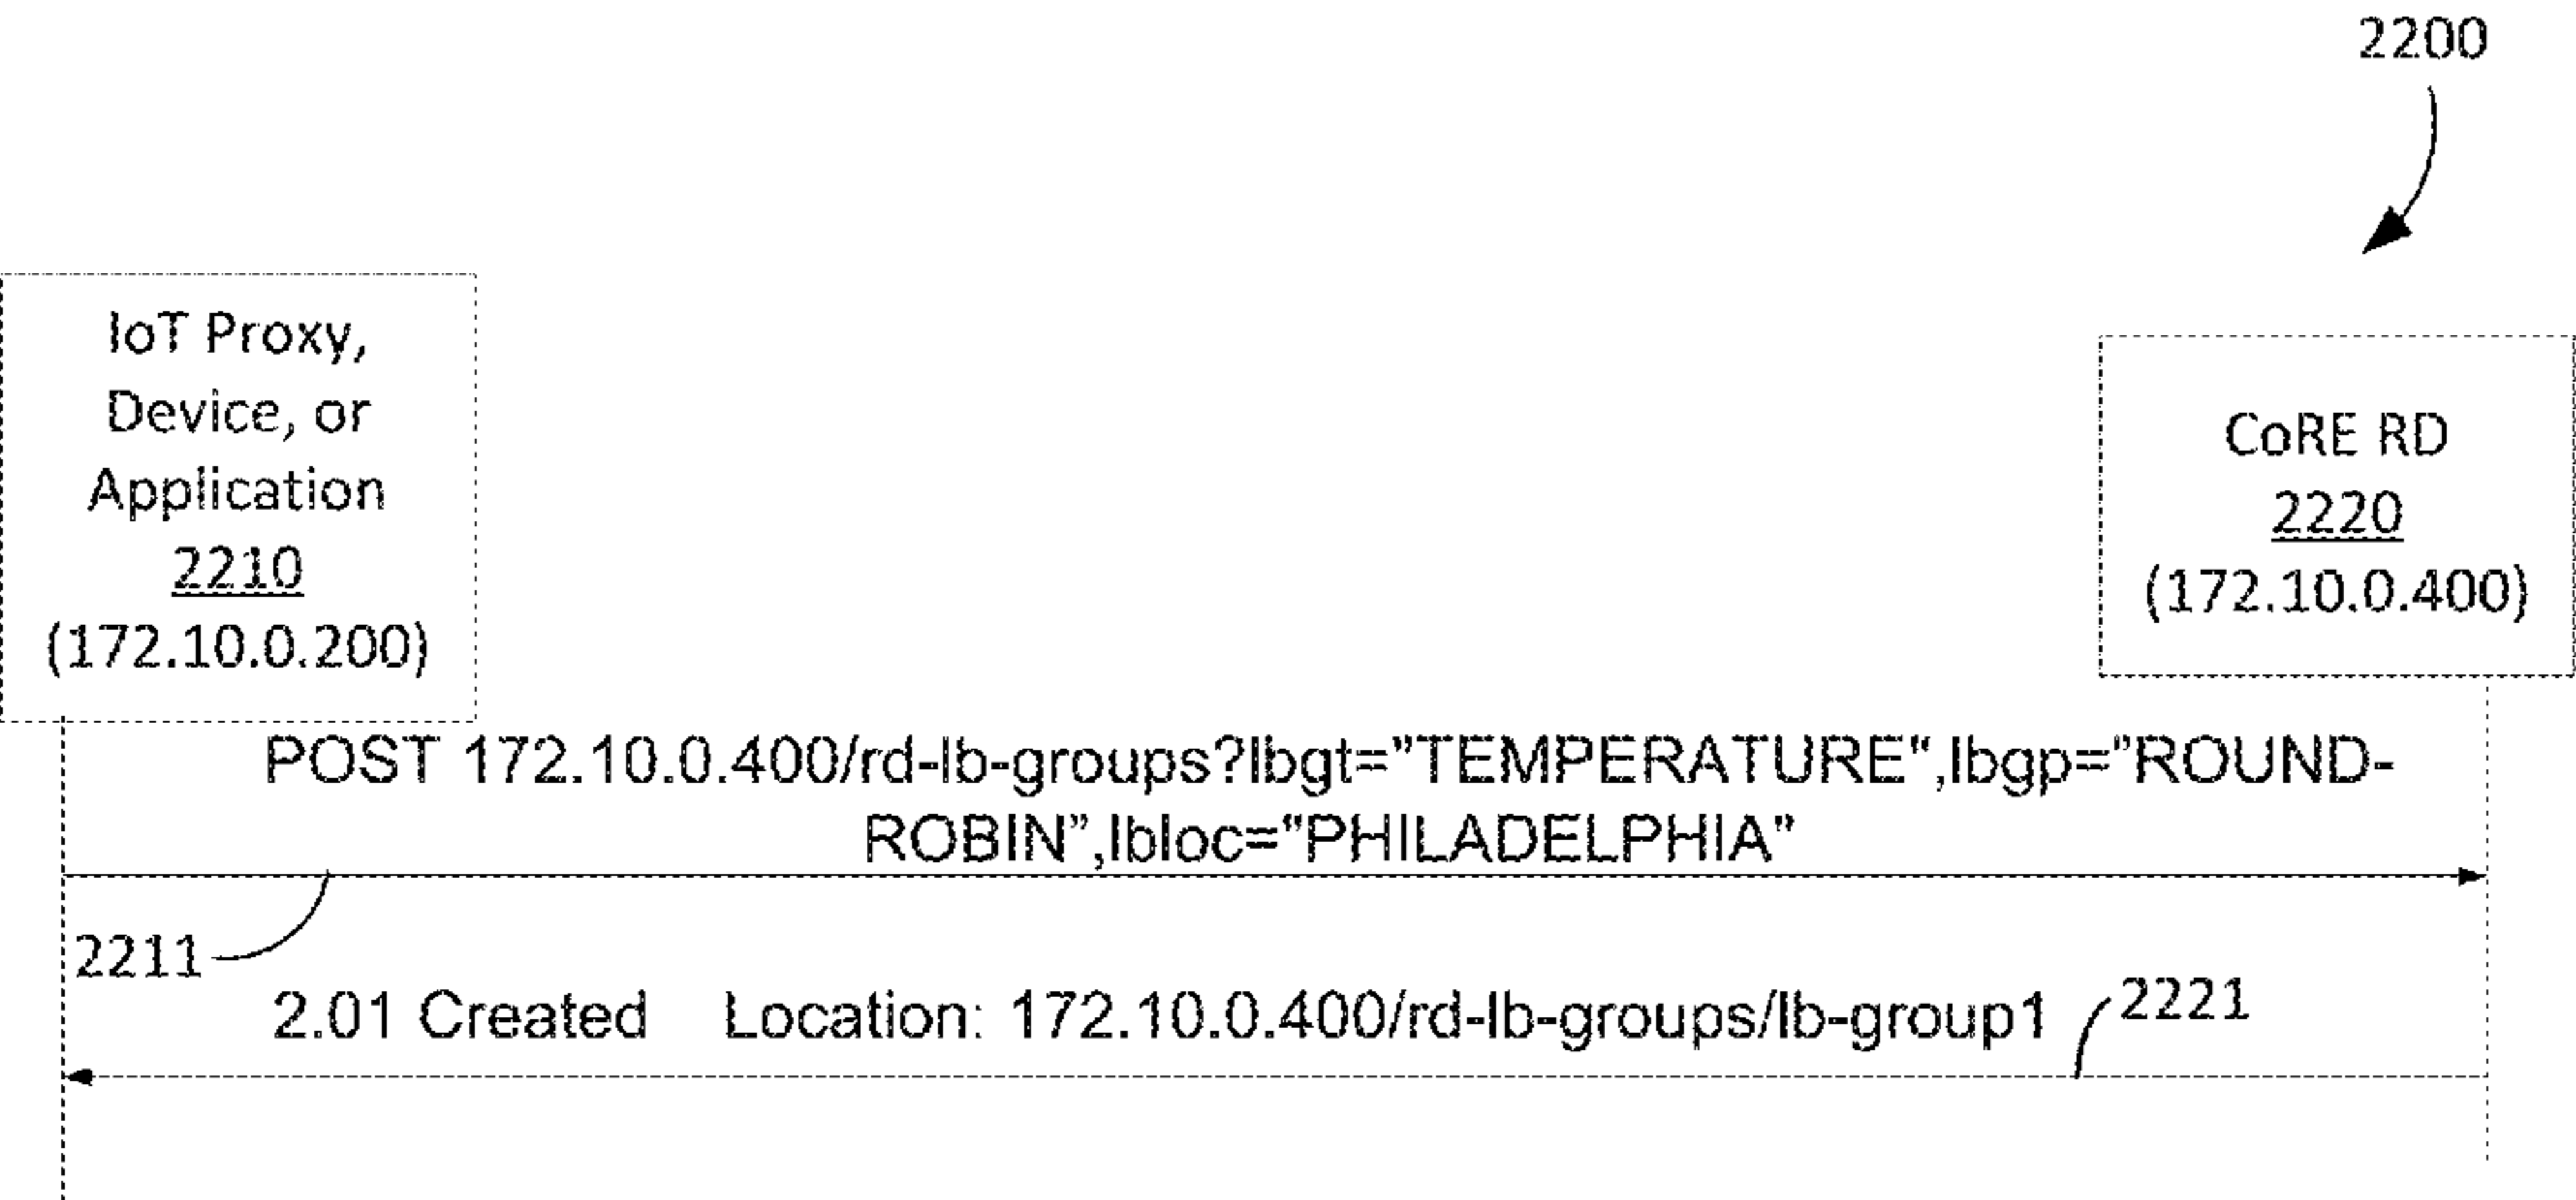 2200
IoT Proxy,
Device, or
Application
2210
(172.10.0.200)
CoRE RD
2220
(172.10.0.400)
POST 172.10.0.400/rd-lb-groups?lbgt="TEMPERATURE",lbgp="ROUND-
ROBIN",lbloc="PHILADELPHIA"
2211
2.01 Created Location: 172.10.0.400/rd-lb-groups/lb-group1
2221